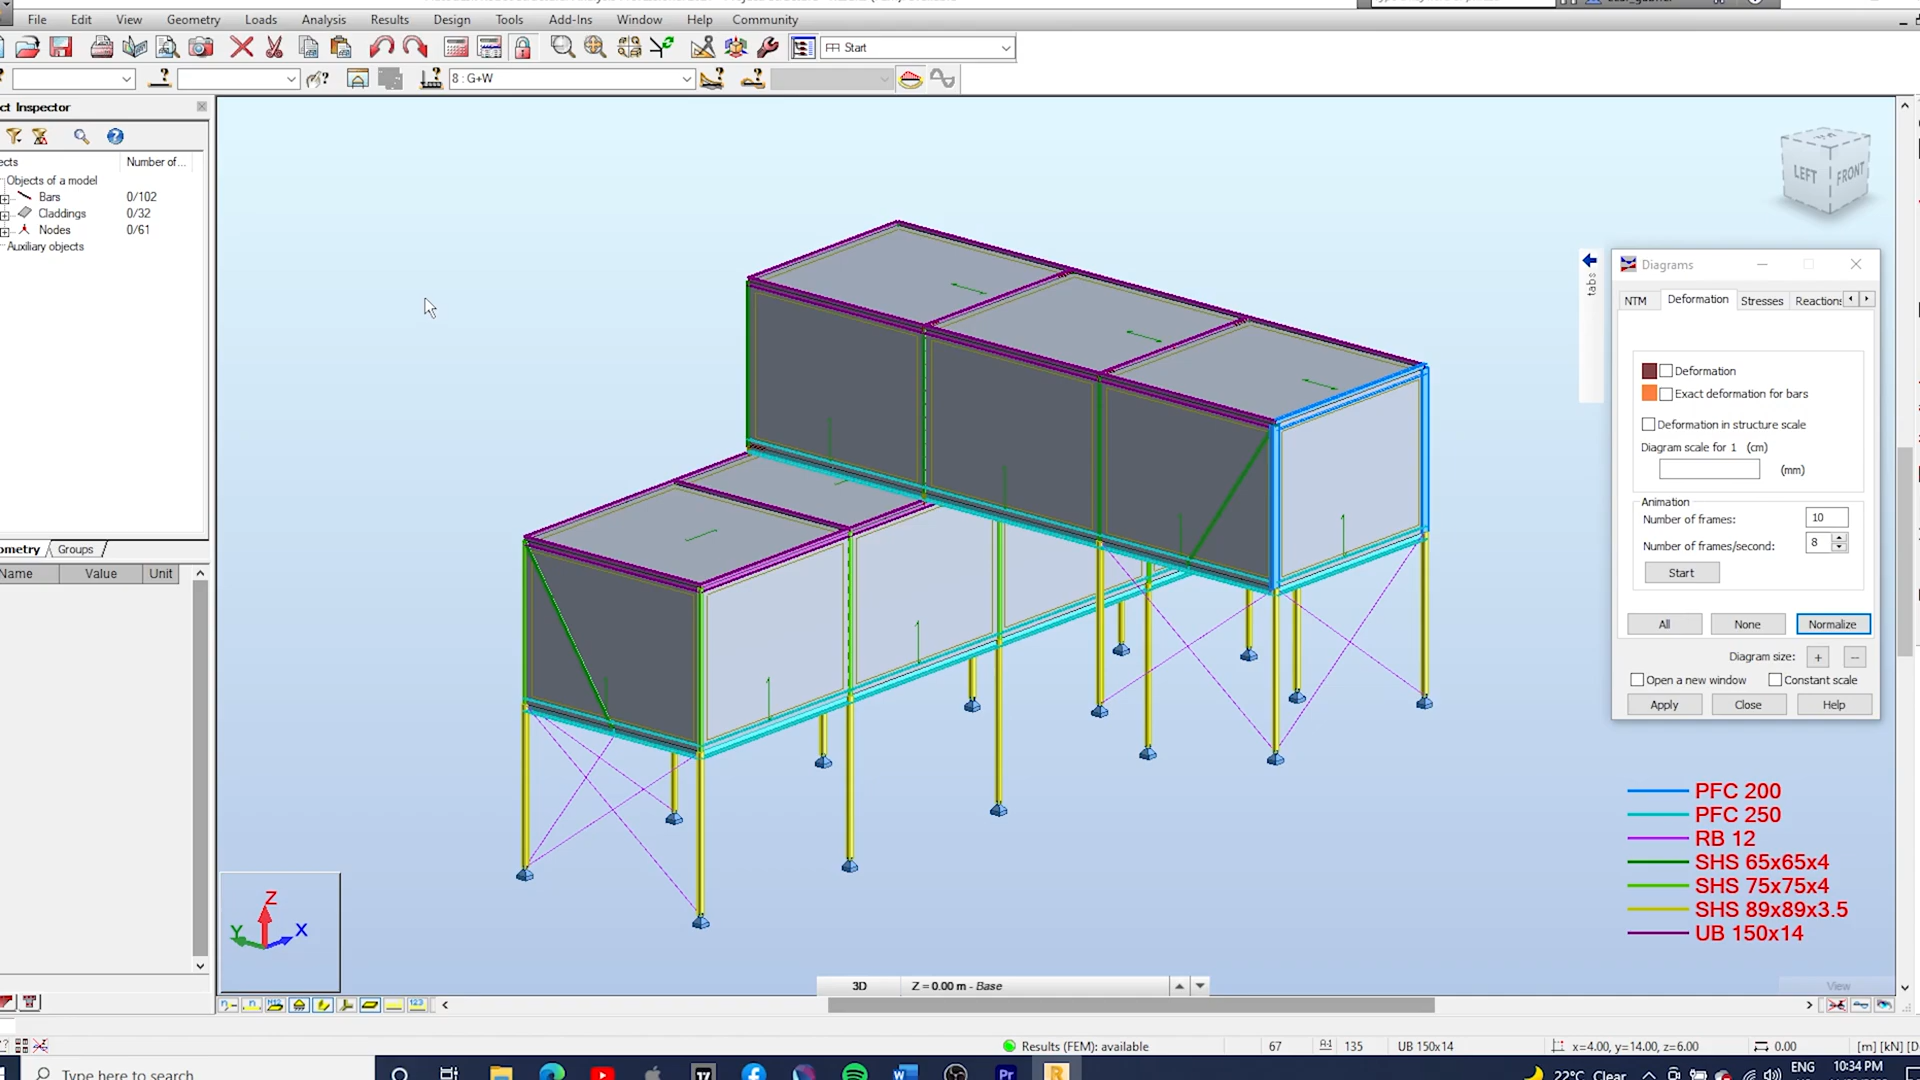 File Edit View Geometry Loads Analysis Results Design Tools Add-Ins Window Help Community
Start
8 : G+W
ct Inspector
ects Number of...
Objects of a model
Bars 0/102
Claddings 0/32
Nodes 0/61
Auxiliary objects
ometry Groups
Name Value Unit
LEFT FRONT
tabs
Diagrams
NTM Deformation Stresses Reactions
Deformation
Exact deformation for bars
Deformation in structure scale
Diagram scale for 1 (cm)
(mm)
Animation
Number of frames: 10
Number of frames/second: 8
Start
All None Normalize
Diagram size: + -
Open a new window Constant scale
Apply Close Help
PFC 200
PFC 250
RB 12
SHS 65x65x4
SHS 75x75x4
SHS 89x89x3.5
UB 150x14
Z
Y X
3D Z = 0.00 m - Base
View
Results (FEM): available 67 135 UB 150x14 x=4.00, y=14.00, z=6.00 0.00 [m] [kN] [D
Type here to search
22°C Clear ENG 10:34 PM